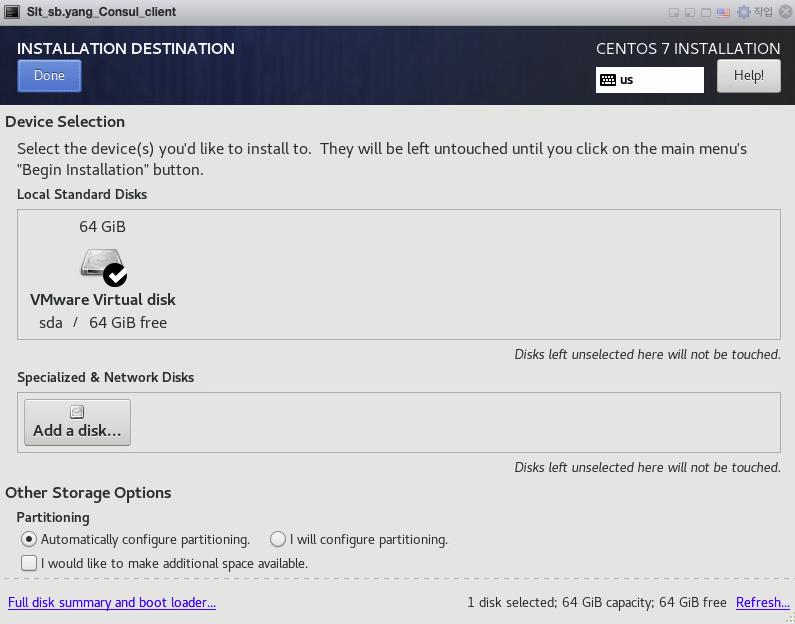 Slt_sb.yang_Consul_client
작업
INSTALLATION DESTINATION
CENTOS 7 INSTALLATION
Done
us
Help!
Device Selection
Select the device(s) you'd like to install to.  They will be left untouched until you click on the main menu's
"Begin Installation" button.
Local Standard Disks
64 GiB
VMware Virtual disk
sda / 64 GiB free
Disks left unselected here will not be touched.
Specialized & Network Disks
Add a disk...
Disks left unselected here will not be touched.
Other Storage Options
Partitioning
Automatically configure partitioning. I will configure partitioning.
I would like to make additional space available.
Full disk summary and boot loader... 1 disk selected; 64 GiB capacity; 64 GiB free Refresh...